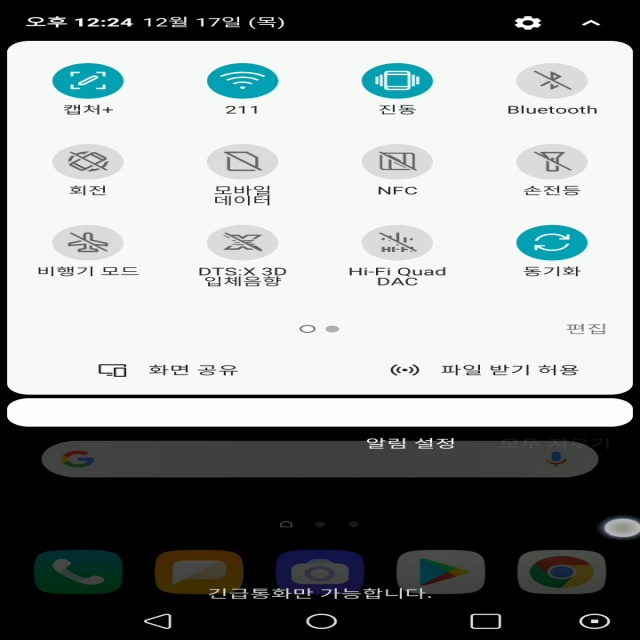 오후 12:24 12월 17일 (목)
캡처+
211
진동
Bluetooth
회전
모바일
데이터
NFC
손전등
비행기 모드
DTS:X 3D
입체음향
Hi-Fi Quad
DAC
동기화
편집
화면 공유
파일 받기 허용
알림 설정
모두 지우기
긴급통화만 가능합니다.